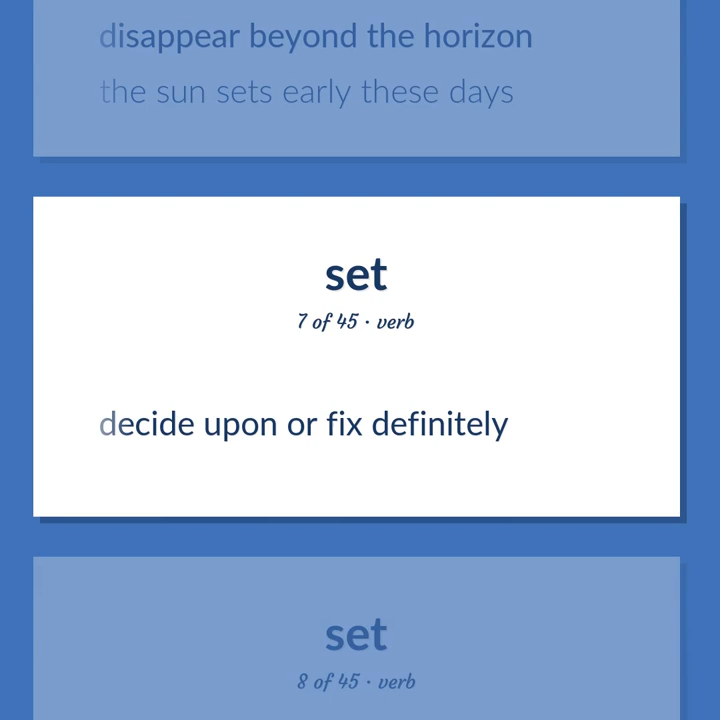 disappear beyond the horizon
the sun sets early these days
set
7 of 45 · verb
decide upon or fix definitely
set
8 of 45 · verb